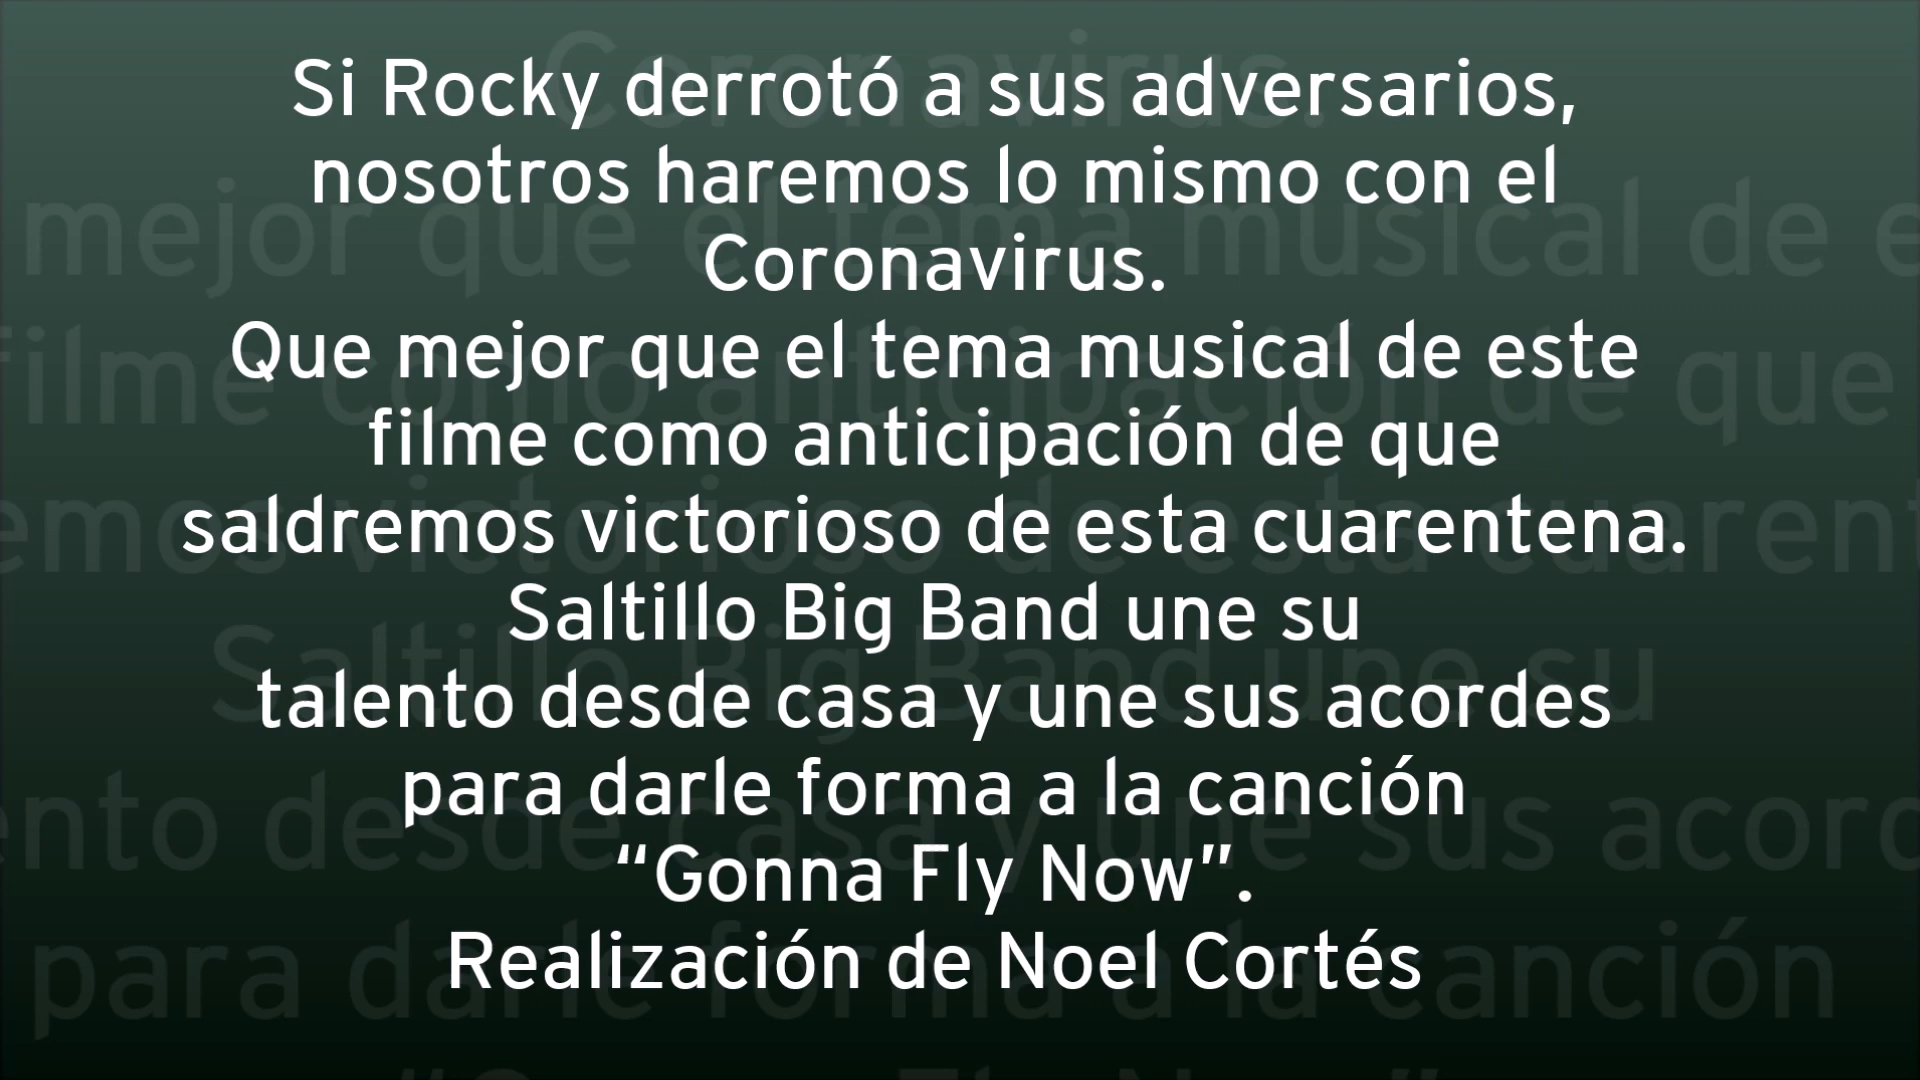 Si Rocky derrotó a sus adversarios,
nosotros haremos lo mismo con el
Coronavirus.
Que mejor que el tema musical de este
filme como anticipación de que
saldremos victorioso de esta cuarentena.
Saltillo Big Band une su
talento desde casa y une sus acordes
para darle forma a la canción
“Gonna Fly Now”.
Realización de Noel Cortés